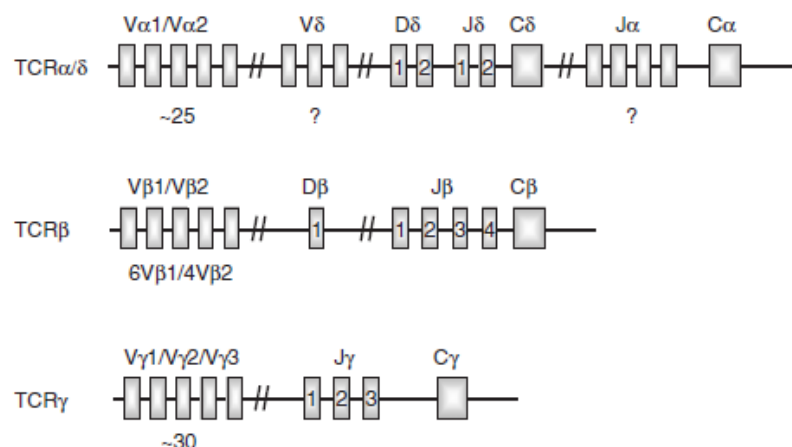 Vα1/Vα2 Vδ Dδ Jδ Cδ Jα Cα
TCRα/δ 1 2 1 2
~25 ? ?
Vβ1/Vβ2 Dβ Jβ Cβ
TCRβ 1 1 2 3 4
6Vβ1/4Vβ2
Vγ1/Vγ2/Vγ3 Jγ Cγ
TCRγ 1 2 3
~30